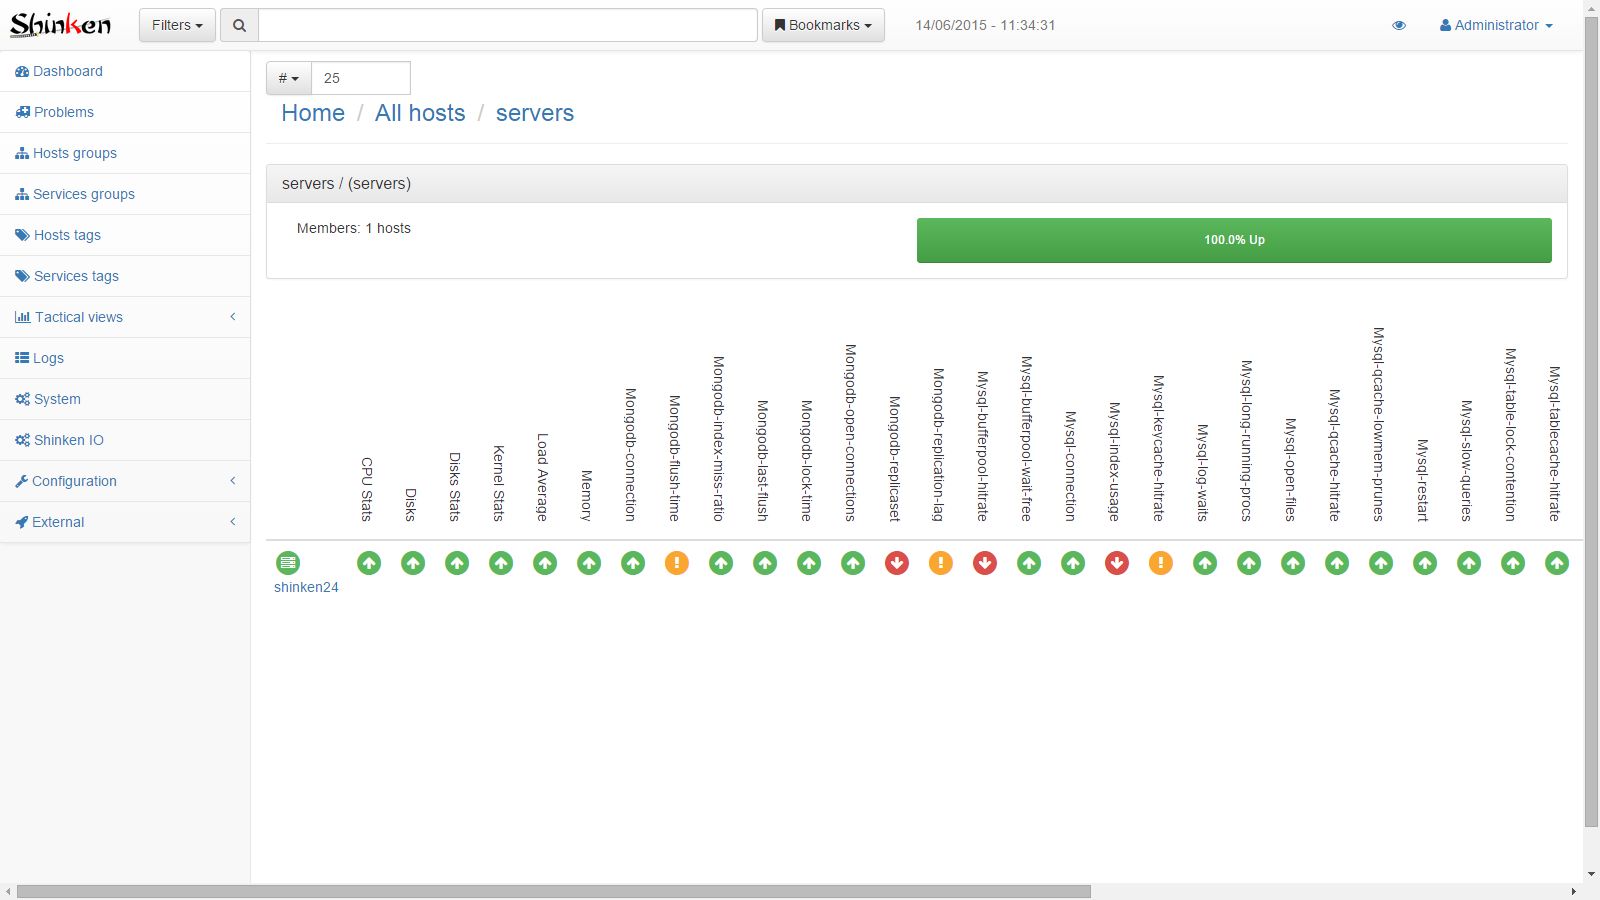 Shinken
Filters
Bookmarks
14/06/2015 - 11:34:31
Administrator
Dashboard
Problems
Hosts groups
Services groups
Hosts tags
Services tags
Tactical views
Logs
System
Shinken IO
Configuration
External
# 25
Home / All hosts / servers
servers / (servers)
Members: 1 hosts
100.0% Up
CPU Stats
Disks
Disks Stats
Kernel Stats
Load Average
Memory
Mongodb-connection
Mongodb-flush-time
Mongodb-index-miss-ratio
Mongodb-last-flush
Mongodb-lock-time
Mongodb-open-connections
Mongodb-replicaset
Mongodb-replication-lag
Mysql-bufferpool-hitrate
Mysql-bufferpool-wait-free
Mysql-connection
Mysql-index-usage
Mysql-keycache-hitrate
Mysql-log-waits
Mysql-long-running-procs
Mysql-open-files
Mysql-qcache-hitrate
Mysql-qcache-lowmem-prunes
Mysql-restart
Mysql-slow-queries
Mysql-table-lock-contention
Mysql-tablecache-hitrate
shinken24